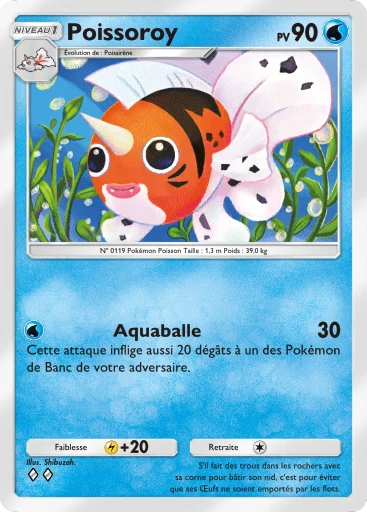 NIVEAU 1
Poissoroy
PV 90
Évolution de : Poissirène
N° 0119 Pokémon Poisson Taille : 1,3 m Poids : 39,0 kg
Aquaballe 30
Cette attaque inflige aussi 20 dégâts à un des Pokémon
de Banc de votre adversaire.
Faiblesse +20
Retraite
Illus. Shibuzoh.
S'il fait des trous dans les rochers avec
sa corne pour bâtir son nid, c'est pour éviter
que ses Œufs ne soient emportés par les flots.